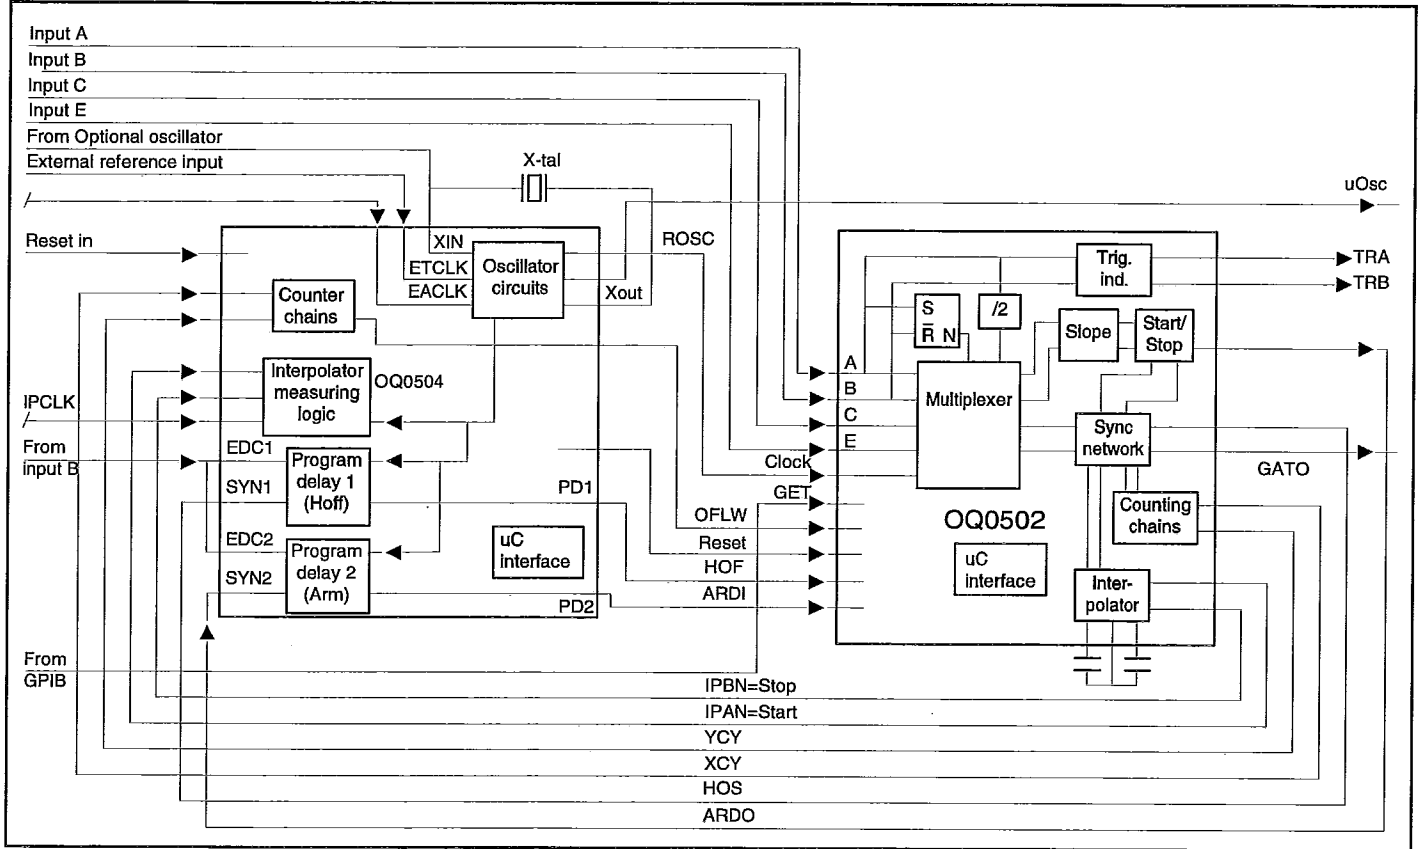 Input A
Input B
Input C
Input E
From Optional oscillator
External reference input
X-tal
uOsc
Reset in
XIN
ETCLK
EACLK
Oscillator
circuits
ROSC
Xout
Counter
chains
Interpolator
measuring
logic
OQ0504
IPCLK
From
input B
EDC1
SYN1
Program
delay 1
(Hoff)
PD1
EDC2
SYN2
Program
delay 2
(Arm)
uC
interface
PD2
From
GPIB
A
B
C
E
Clock
GET
OFLW
Reset
HOF
ARDI
S
R̅ N
/2
Trig.
ind.
TRA
TRB
Slope
Start/
Stop
Multiplexer
Sync
network
GATO
Counting
chains
OQ0502
uC
interface
Inter-
polator
IPBN=Stop
IPAN=Start
YCY
XCY
HOS
ARDO